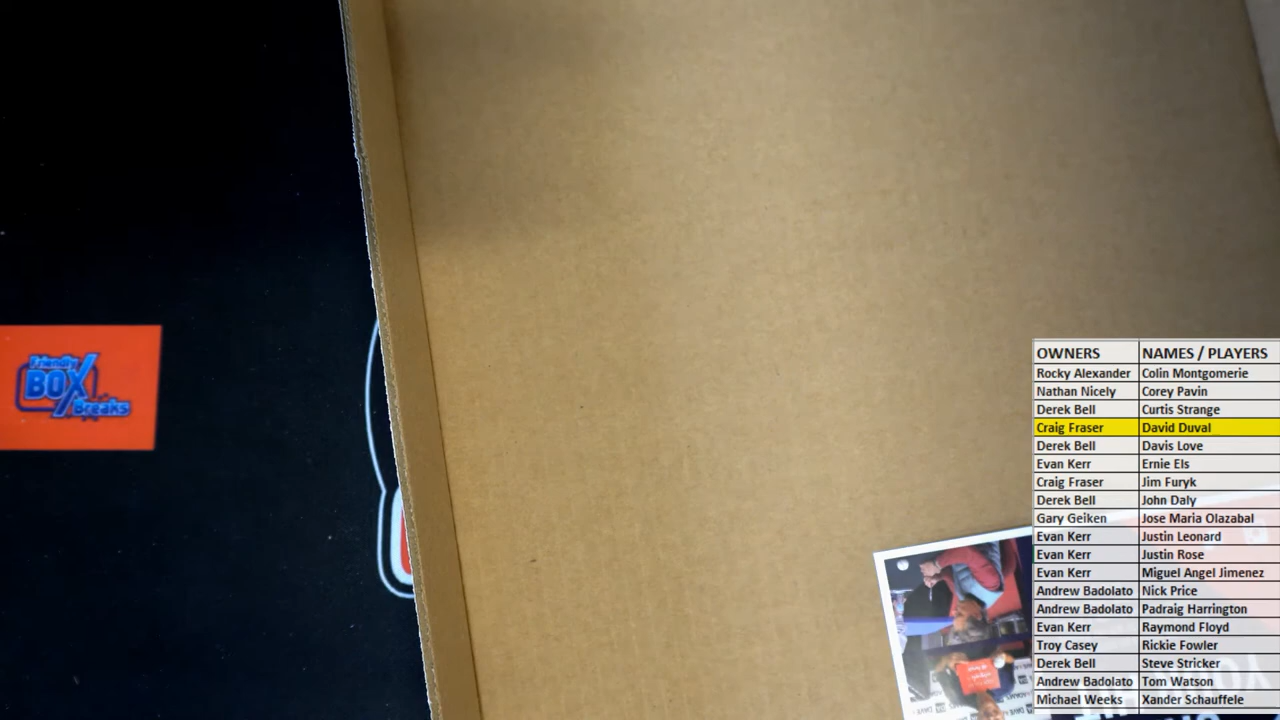 Friendly
BOX
Breaks
OWNERS NAMES / PLAYERS
Rocky Alexander Colin Montgomerie
Nathan Nicely Corey Pavin
Derek Bell Curtis Strange
Craig Fraser David Duval
Derek Bell Davis Love
Evan Kerr Ernie Els
Craig Fraser Jim Furyk
Derek Bell John Daly
Gary Geiken Jose Maria Olazabal
Evan Kerr Justin Leonard
Evan Kerr Justin Rose
Evan Kerr Miguel Angel Jimenez
Andrew Badolato Nick Price
Andrew Badolato Padraig Harrington
Evan Kerr Raymond Floyd
Troy Casey Rickie Fowler
Derek Bell Steve Stricker
Andrew Badolato Tom Watson
Michael Weeks Xander Schauffele